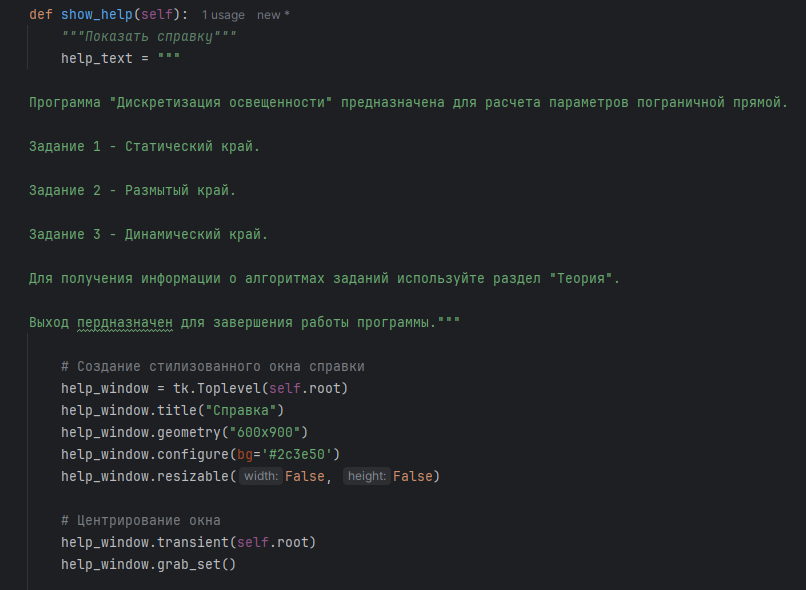 def show_help(self): 1 usage new *
"""Показать справку"""
help_text = """
Программа "Дискретизация освещенности" предназначена для расчета параметров пограничной прямой.
Задание 1 - Статический край.
Задание 2 - Размытый край.
Задание 3 - Динамический край.
Для получения информации о алгоритмах заданий используйте раздел "Теория".
Выход пердназначен для завершения работы программы."""
# Создание стилизованного окна справки
help_window = tk.Toplevel(self.root)
help_window.title("Справка")
help_window.geometry("600x900")
help_window.configure(bg='#2c3e50')
help_window.resizable( width: False, height: False)
# Центрирование окна
help_window.transient(self.root)
help_window.grab_set()